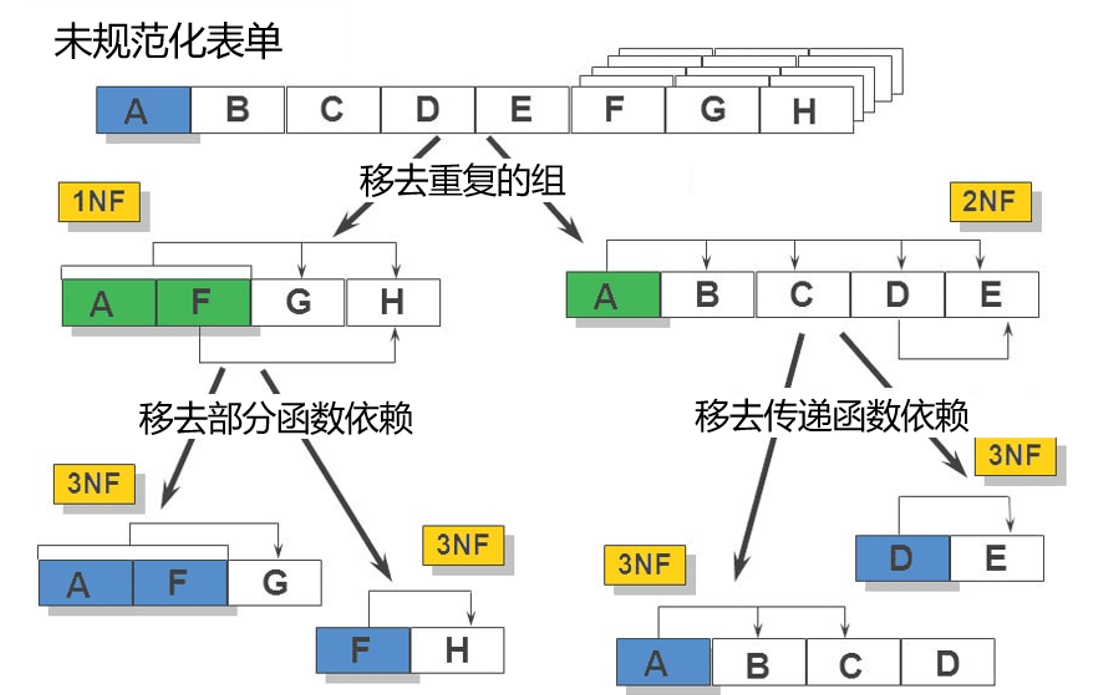 未规范化表单
A B C D E F G H
移去重复的组
1NF
2NF
A F G H
A B C D E
移去部分函数依赖
移去传递函数依赖
3NF
3NF
3NF
3NF
A F G
D E
F H
A B C D